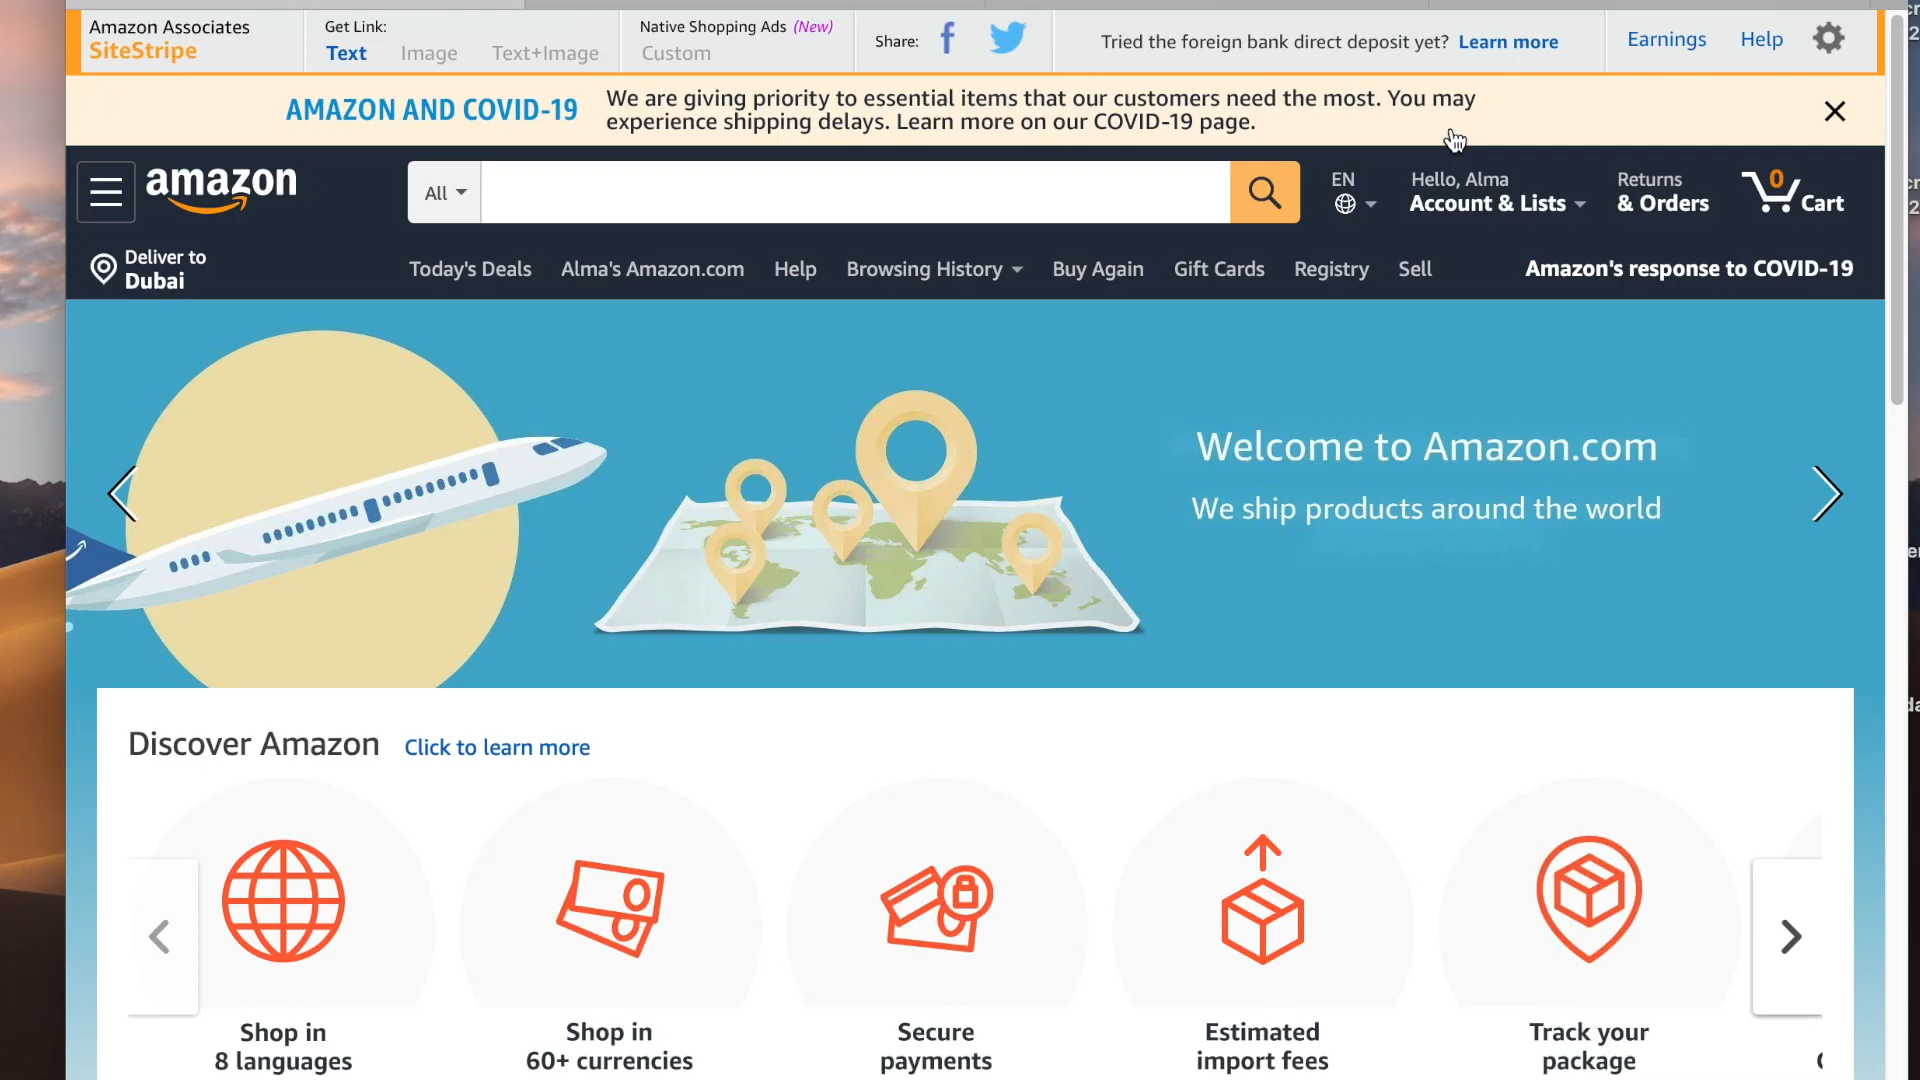 Amazon Associates
SiteStripe
Get Link:
Text Image Text+Image
Native Shopping Ads (New)
Custom
Share:
Tried the foreign bank direct deposit yet? Learn more
Earnings Help
AMAZON AND COVID-19
We are giving priority to essential items that our customers need the most. You may
experience shipping delays. Learn more on our COVID-19 page.
amazon
All
EN
Hello, Alma
Account & Lists
Returns
& Orders
0
Cart
Deliver to
Dubai
Today's Deals Alma's Amazon.com Help Browsing History Buy Again Gift Cards Registry Sell
Amazon's response to COVID-19
Welcome to Amazon.com
We ship products around the world
Discover Amazon Click to learn more
Shop in
8 languages
Shop in
60+ currencies
Secure
payments
Estimated
import fees
Track your
package